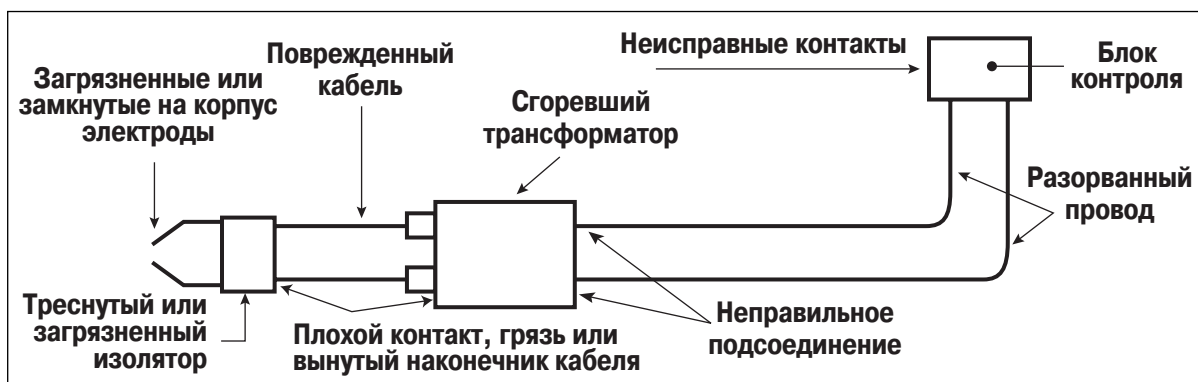 Неисправные контакты
Блок
контроля
Поврежденный
кабель
Загрязненные или
замкнутые на корпус
электроды
Сгоревший
трансформатор
Разорванный
провод
Треснутый или
загрязненный
изолятор
Плохой контакт, грязь или
вынутый наконечник кабеля
Неправильное
подсоединение